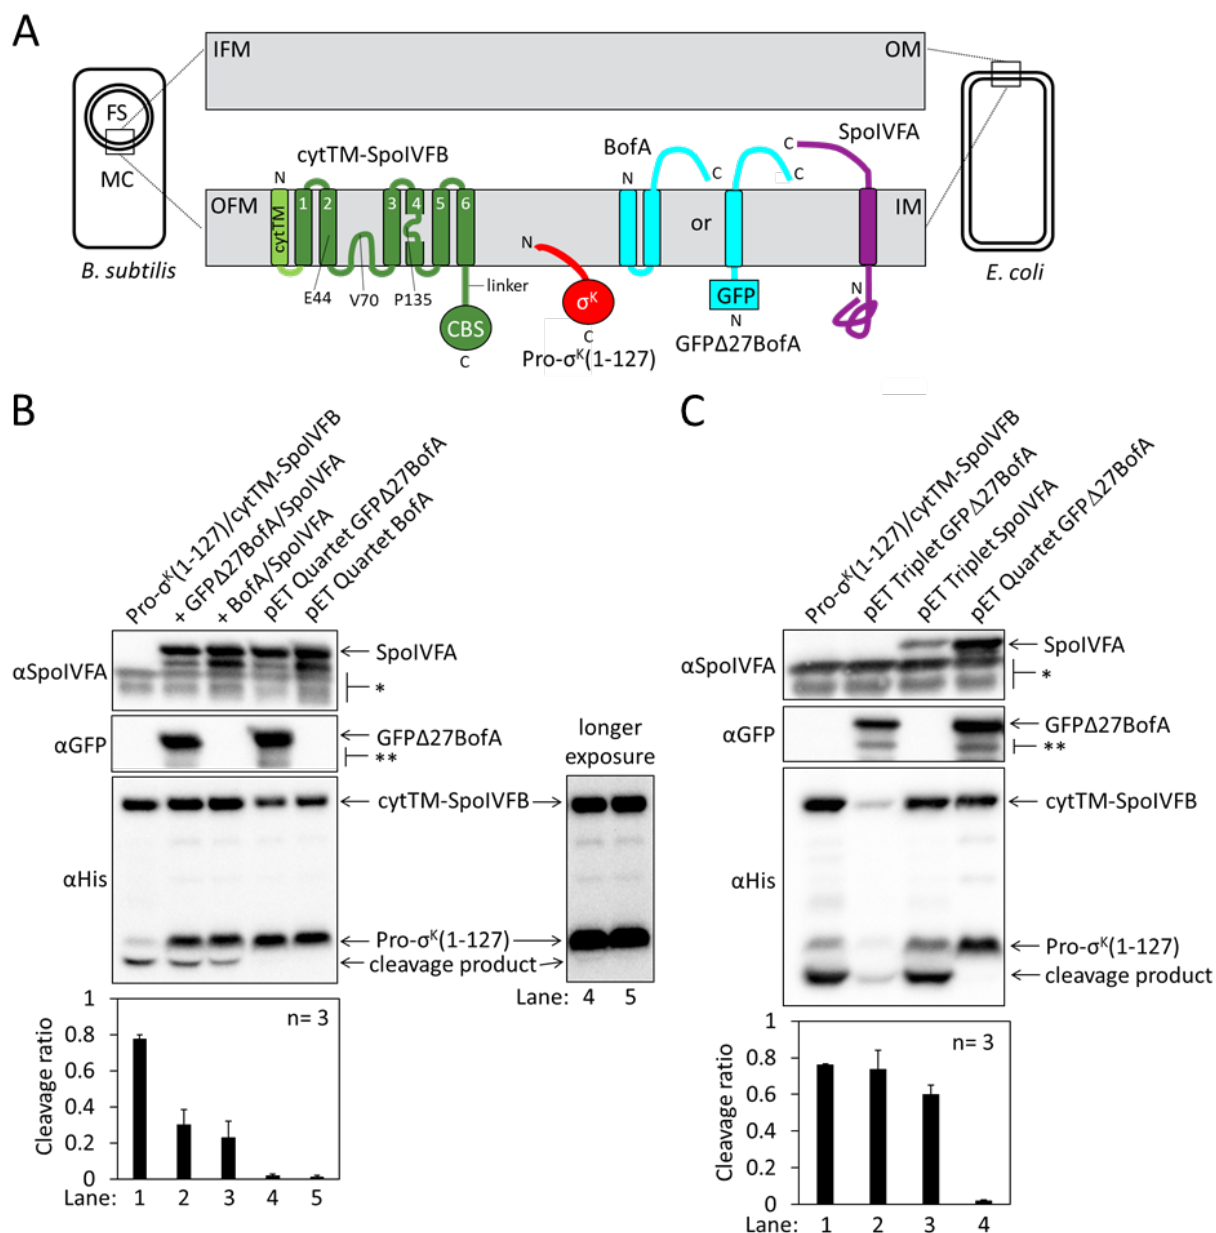 A
IFM
OM
FS
MC
B. subtilis
E. coli
cytTM-SpoIVFB
BofA
SpoIVFA
N
N
C
C
C
OFM
IM
cytTM
1
2
3
4
5
6
or
N
E44
V70
P135
linker
CBS
C
σᴷ
C
Pro-σᴷ(1-127)
GFP
N
GFPΔ27BofA
N
B
Pro-σᴷ(1-127)/cytTM-SpoIVFB
+ GFPΔ27BofA/SpoIVFA
+ BofA/SpoIVFA
pET Quartet GFPΔ27BofA
pET Quartet BofA
αSpoIVFA
SpoIVFA
*
αGFP
GFPΔ27BofA
**
αHis
cytTM-SpoIVFB
Pro-σᴷ(1-127)
cleavage product
longer
exposure
Lane: 4 5
Cleavage ratio
1
0.8
0.6
0.4
0.2
0
n= 3
Lane: 1 2 3 4 5
C
Pro-σᴷ(1-127)/cytTM-SpoIVFB
pET Triplet GFPΔ27BofA
pET Triplet SpoIVFA
pET Quartet GFPΔ27BofA
αSpoIVFA
SpoIVFA
*
αGFP
GFPΔ27BofA
**
αHis
cytTM-SpoIVFB
Pro-σᴷ(1-127)
cleavage product
Cleavage ratio
1
0.8
0.6
0.4
0.2
0
n= 3
Lane: 1 2 3 4